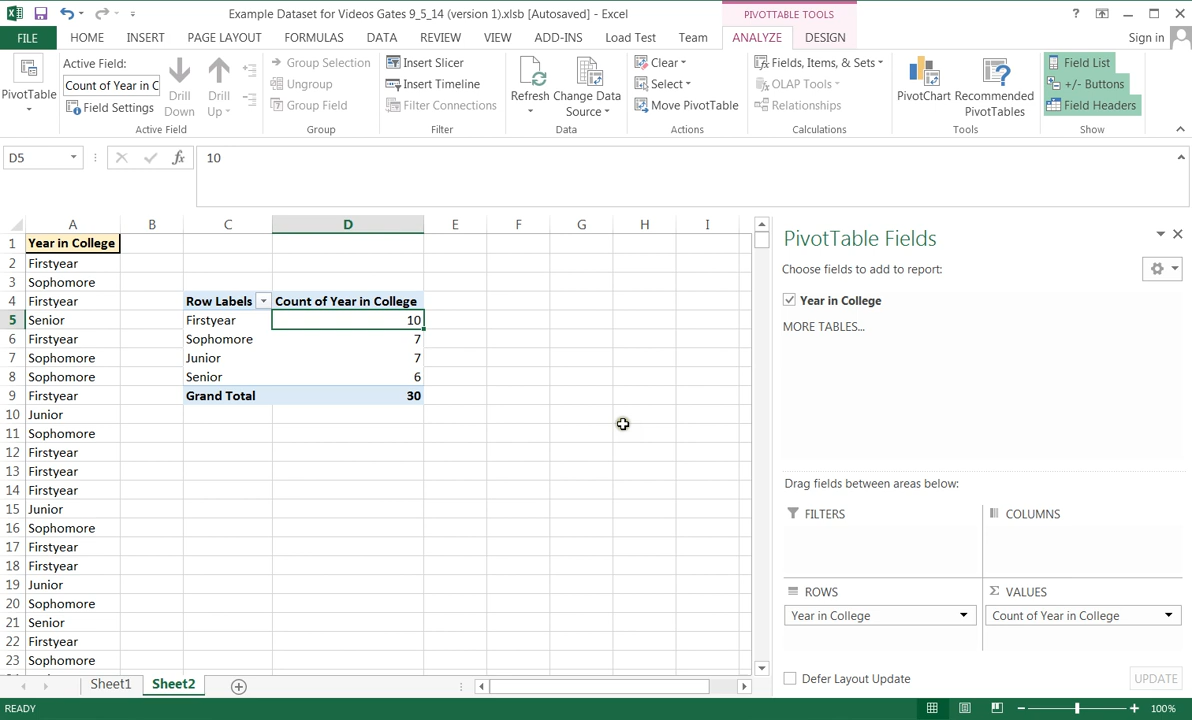 Example Dataset for Videos Gates 9_5_14 (version 1).xlsb [Autosaved] - Excel
PIVOTTABLE TOOLS
?
FILE HOME INSERT PAGE LAYOUT FORMULAS DATA REVIEW VIEW ADD-INS Load Test Team ANALYZE DESIGN Sign in
PivotTable
Active Field:
Count of Year in C
Field Settings
Drill Down
Drill Up
Active Field
Group Selection
Ungroup
Group Field
Group
Insert Slicer
Insert Timeline
Filter Connections
Filter
Refresh
Change Data Source
Data
Clear
Select
Move PivotTable
Actions
Fields, Items, & Sets
OLAP Tools
Relationships
Calculations
PivotChart
Recommended PivotTables
Tools
Field List
+/- Buttons
Field Headers
Show
D5 fx 10
A B C D E F G H I
1 Year in College
2 Firstyear
3 Sophomore
4 Firstyear Row Labels Count of Year in College
5 Senior Firstyear 10
6 Firstyear Sophomore 7
7 Sophomore Junior 7
8 Sophomore Senior 6
9 Firstyear Grand Total 30
10 Junior
11 Sophomore
12 Firstyear
13 Firstyear
14 Firstyear
15 Junior
16 Sophomore
17 Firstyear
18 Firstyear
19 Junior
20 Sophomore
21 Senior
22 Firstyear
23 Sophomore
PivotTable Fields
Choose fields to add to report:
Year in College
MORE TABLES...
Drag fields between areas below:
FILTERS COLUMNS
ROWS Σ VALUES
Year in College Count of Year in College
Defer Layout Update UPDATE
Sheet1 Sheet2
READY 100%